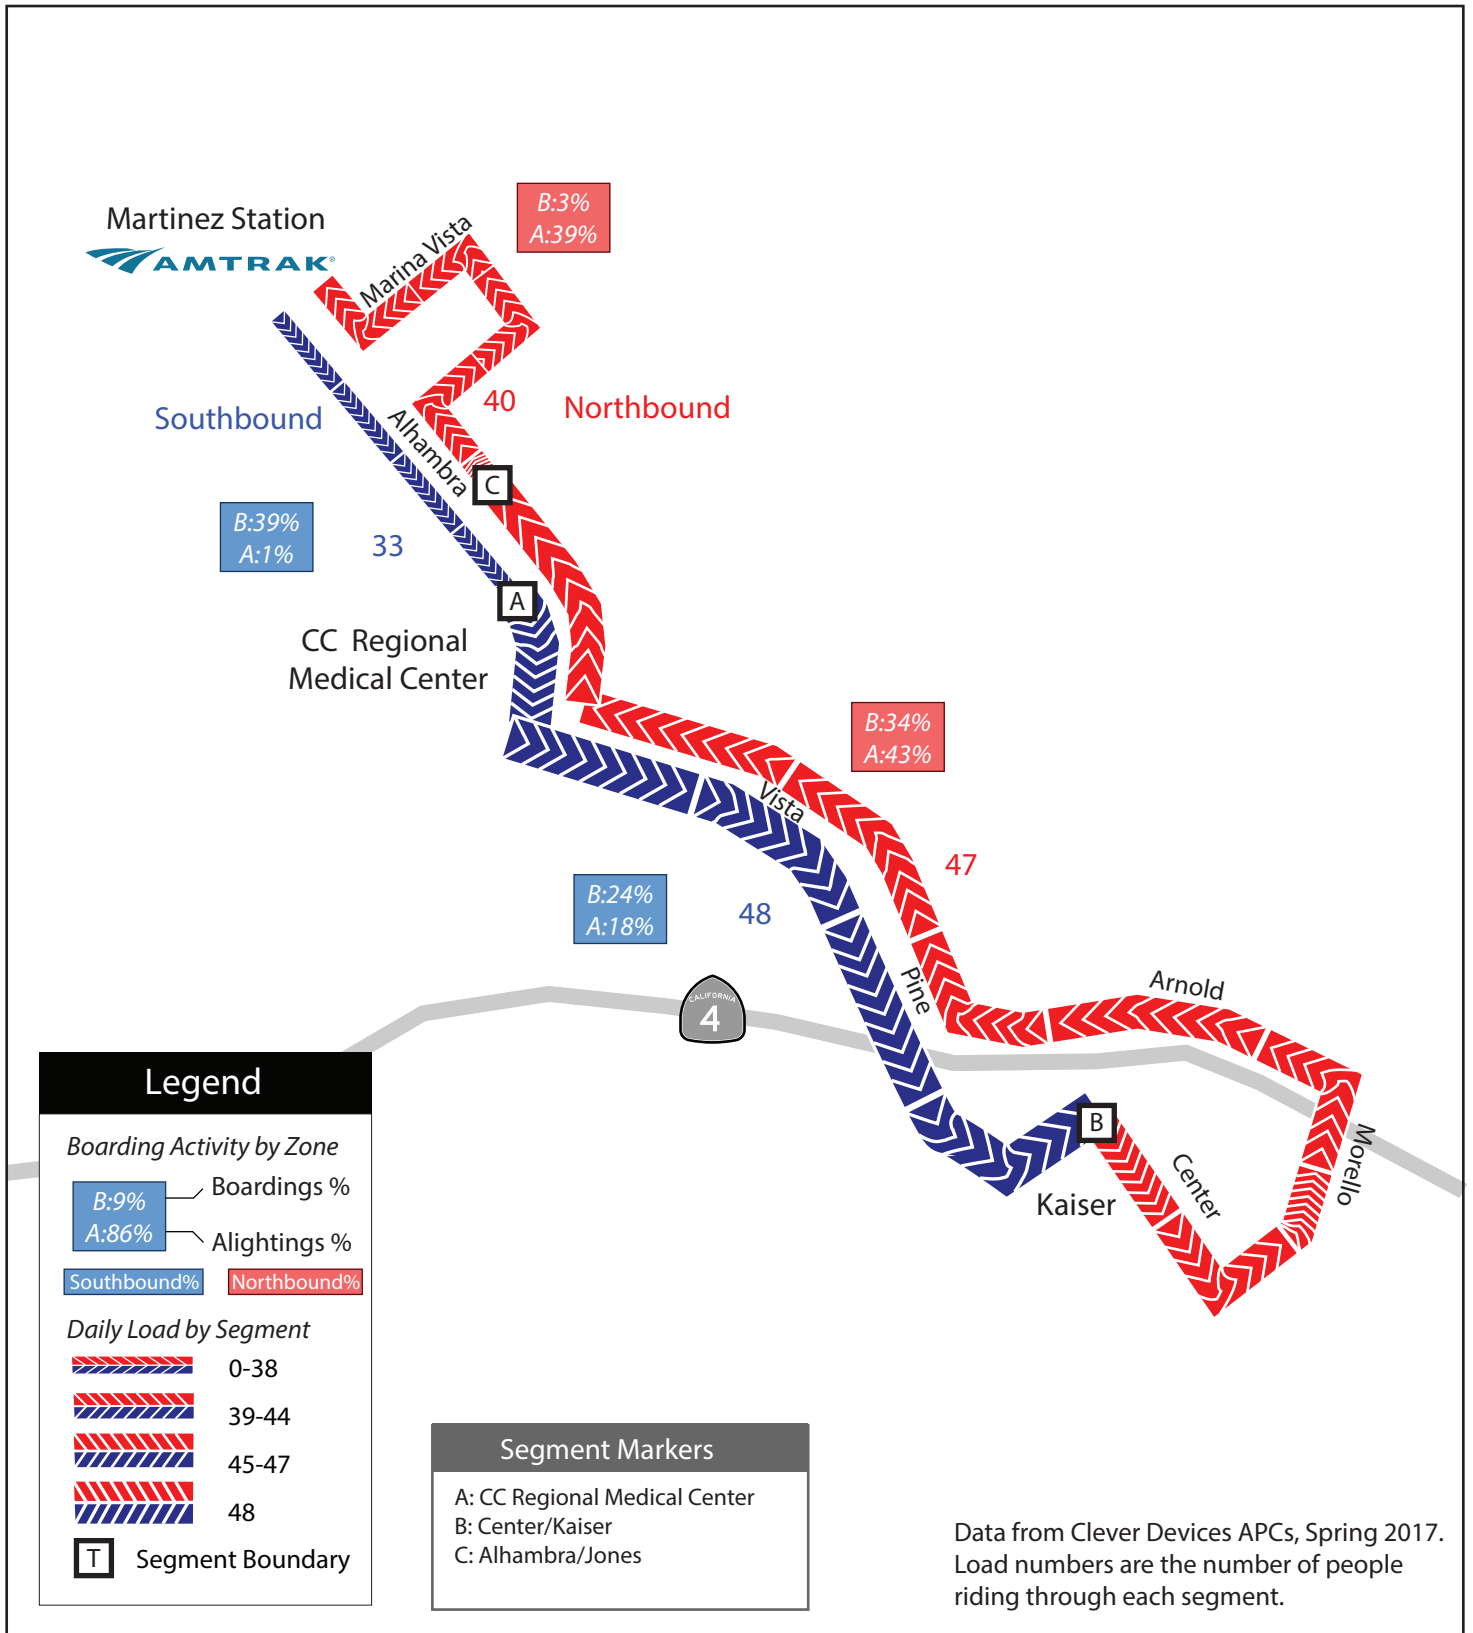 Martinez Station
AMTRAK®
Marina Vista
B:3%
A:39%
Southbound
Alhambra
40
Northbound
C
B:39%
A:1%
33
A
CC Regional
Medical Center
B:34%
A:43%
Vista
47
B:24%
A:18%
48
Pine
Arnold
CALIFORNIA
4
B
Kaiser
Center
Morello
Legend
Boarding Activity by Zone
B:9%
A:86%
Boardings %
Alightings %
Southbound%
Northbound%
Daily Load by Segment
0-38
39-44
45-47
48
T
Segment Boundary
Segment Markers
A: CC Regional Medical Center
B: Center/Kaiser
C: Alhambra/Jones
Data from Clever Devices APCs, Spring 2017.
Load numbers are the number of people
riding through each segment.